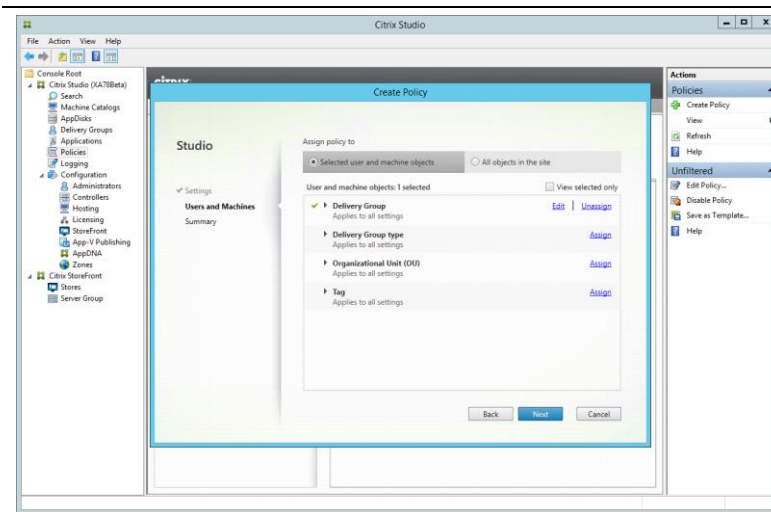 Citrix Studio
File Action View Help
Console Root
Citrix Studio (XA78Beta)
Search
Machine Catalogs
AppDisks
Delivery Groups
Applications
Policies
Logging
Configuration
Administrators
Controllers
Hosting
Licensing
StoreFront
App-V Publishing
AppDNA
Zones
Citrix StoreFront
Stores
Server Group
Create Policy
Studio
✔ Settings
Users and Machines
Summary
Assign policy to
Selected user and machine objects All objects in the site
User and machine objects: 1 selected View selected only
Delivery Group Edit | Unassign
Applies to all settings
Delivery Group type Assign
Applies to all settings
Organizational Unit (OU) Assign
Applies to all settings
Tag Assign
Applies to all settings
Back Next Cancel
Actions
Policies
Create Policy
View
Refresh
Help
Unfiltered
Edit Policy...
Disable Policy
Save as Template...
Help